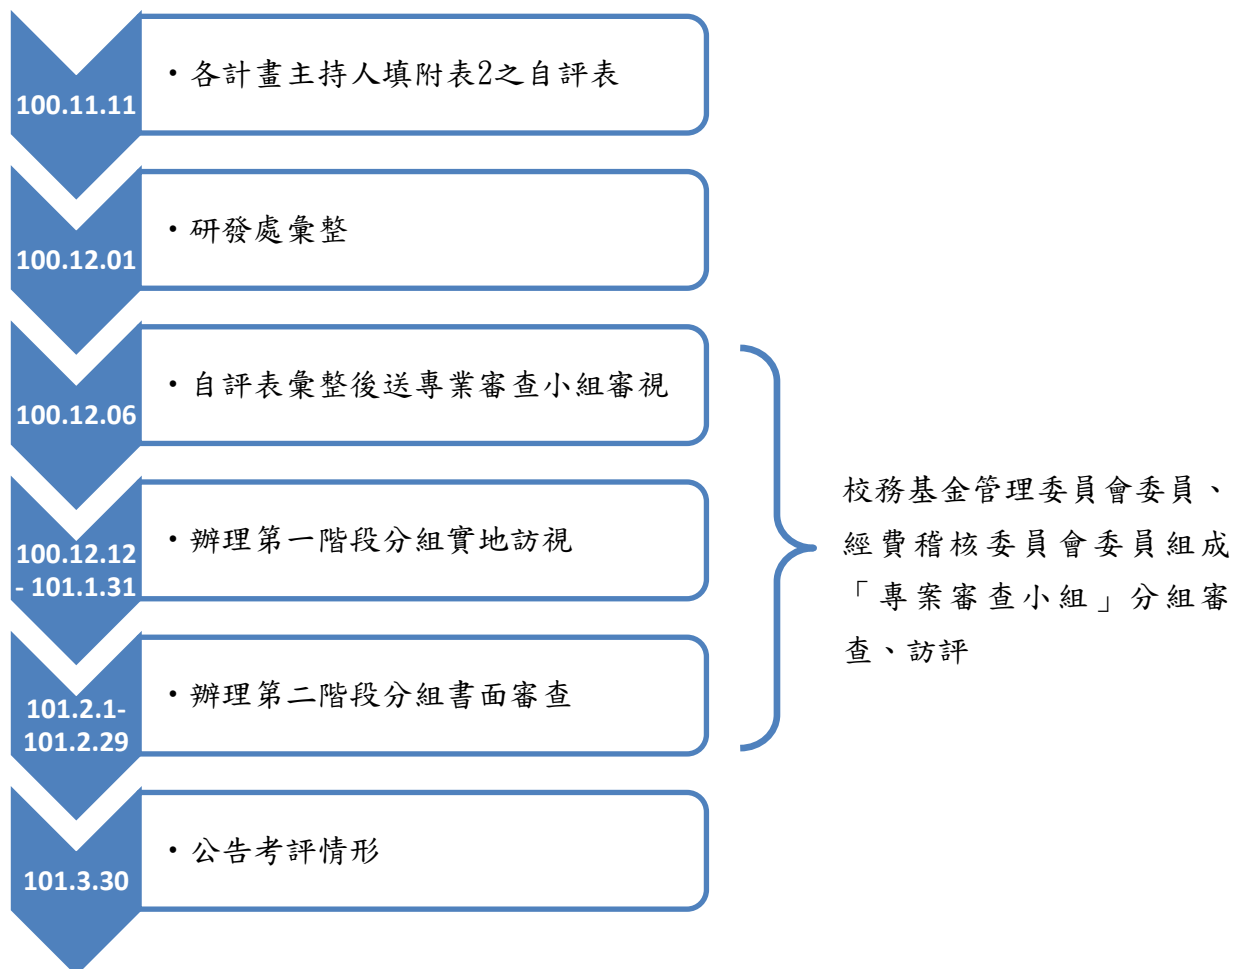 100.11.11
・各計畫主持人填附表2之自評表
100.12.01
・研發處彙整
100.12.06
・自評表彙整後送專業審查小組審視
100.12.12
- 101.1.31
・辦理第一階段分組實地訪視
101.2.1-
101.2.29
・辦理第二階段分組書面審查
101.3.30
・公告考評情形
校務基金管理委員會委員、
經費稽核委員會委員組成
「專案審查小組」分組審
查、訪評